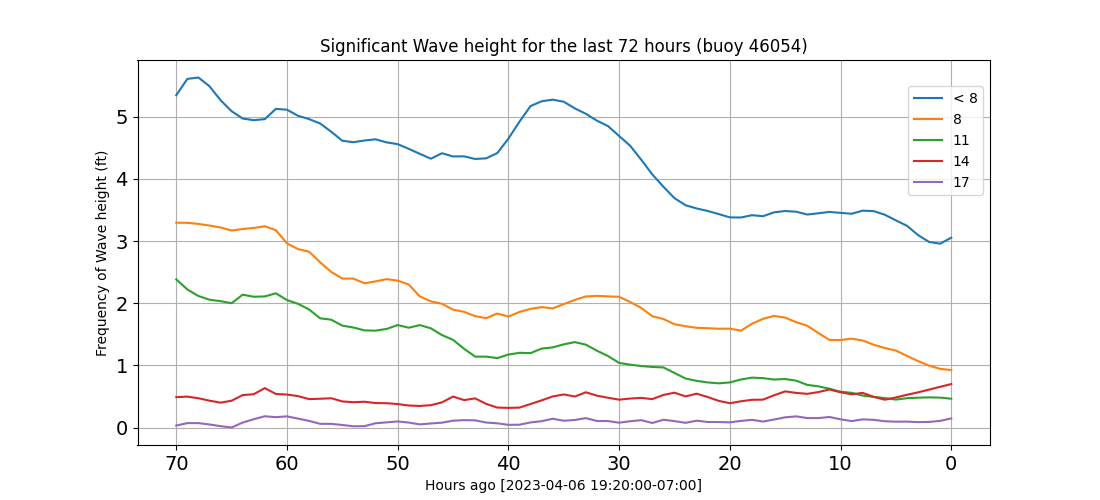 Significant Wave height for the last 72 hours (buoy 46054)
Frequency of Wave height (ft)
5
4
3
2
1
0
< 8
8
11
14
17
70 60 50 40 30 20 10 0
Hours ago [2023-04-06 19:20:00-07:00]